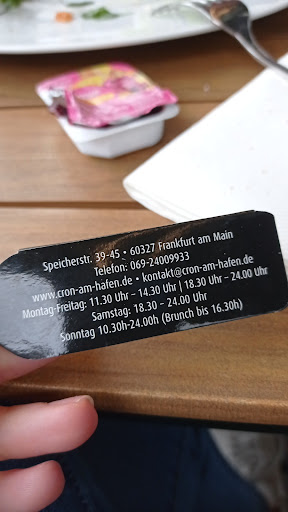 Speicherstr. 39-45 • 60327 Frankfurt am Main
Telefon: 069-24009933
www.cron-am-hafen.de • kontakt@cron-am-hafen.de
Montag-Freitag: 11.30 Uhr – 14.30 Uhr | 18.30 Uhr – 24.00 Uhr
Samstag: 18.30 – 24.00 Uhr
Sonntag 10.30h-24.00h (Brunch bis 16.30h)